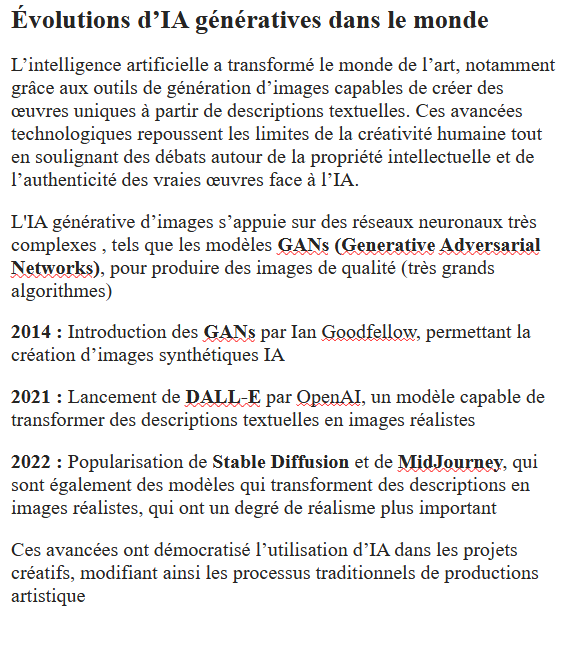 Évolutions d’IA génératives dans le monde
L’intelligence artificielle a transformé le monde de l’art, notamment
grâce aux outils de génération d’images capables de créer des
œuvres uniques à partir de descriptions textuelles. Ces avancées
technologiques repoussent les limites de la créativité humaine tout
en soulignant des débats autour de la propriété intellectuelle et de
l’authenticité des vraies œuvres face à l’IA.
L'IA générative d’images s’appuie sur des réseaux neuronaux très
complexes , tels que les modèles GANs (Generative Adversarial
Networks), pour produire des images de qualité (très grands
algorithmes)
2014 : Introduction des GANs par Ian Goodfellow, permettant la
création d’images synthétiques IA
2021 : Lancement de DALL-E par OpenAI, un modèle capable de
transformer des descriptions textuelles en images réalistes
2022 : Popularisation de Stable Diffusion et de MidJourney, qui
sont également des modèles qui transforment des descriptions en
images réalistes, qui ont un degré de réalisme plus important
Ces avancées ont démocratisé l’utilisation d’IA dans les projets
créatifs, modifiant ainsi les processus traditionnels de productions
artistique